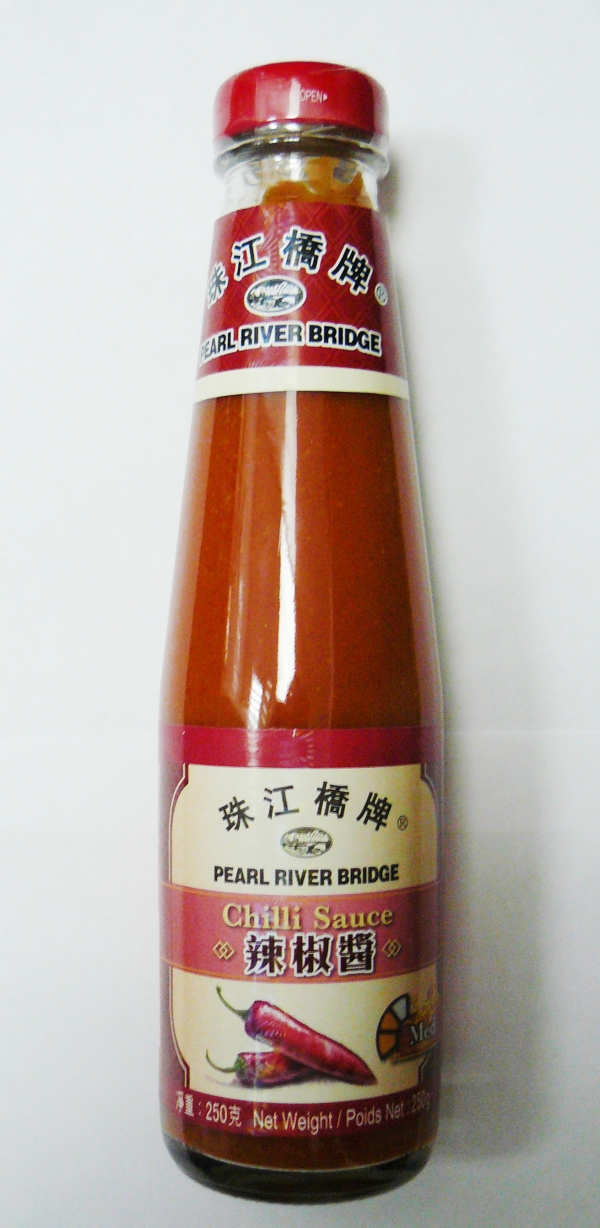 OPEN▸
珠江橋牌®
PEARL RIVER BRIDGE
珠江橋牌®
PEARL RIVER BRIDGE
Chilli Sauce
辣椒醬
Med
淨重：250克 Net Weight / Poids Net : 250g